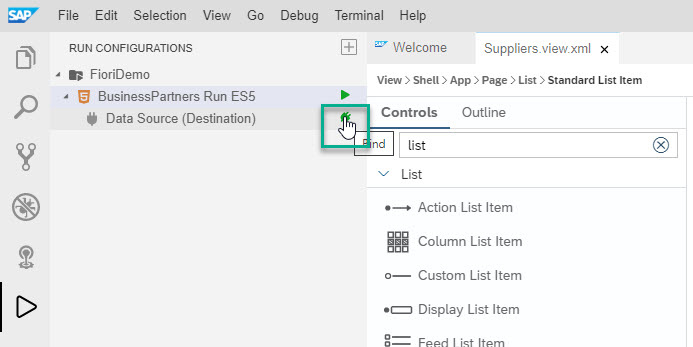 SAP File Edit Selection View Go Debug Terminal Help
RUN CONFIGURATIONS
FioriDemo
BusinessPartners Run ES5
Data Source (Destination)
SAP Welcome Suppliers.view.xml
View > Shell > App > Page > List > Standard List Item
Controls Outline
Bind list
List
Action List Item
Column List Item
Custom List Item
Display List Item
Feed List Item